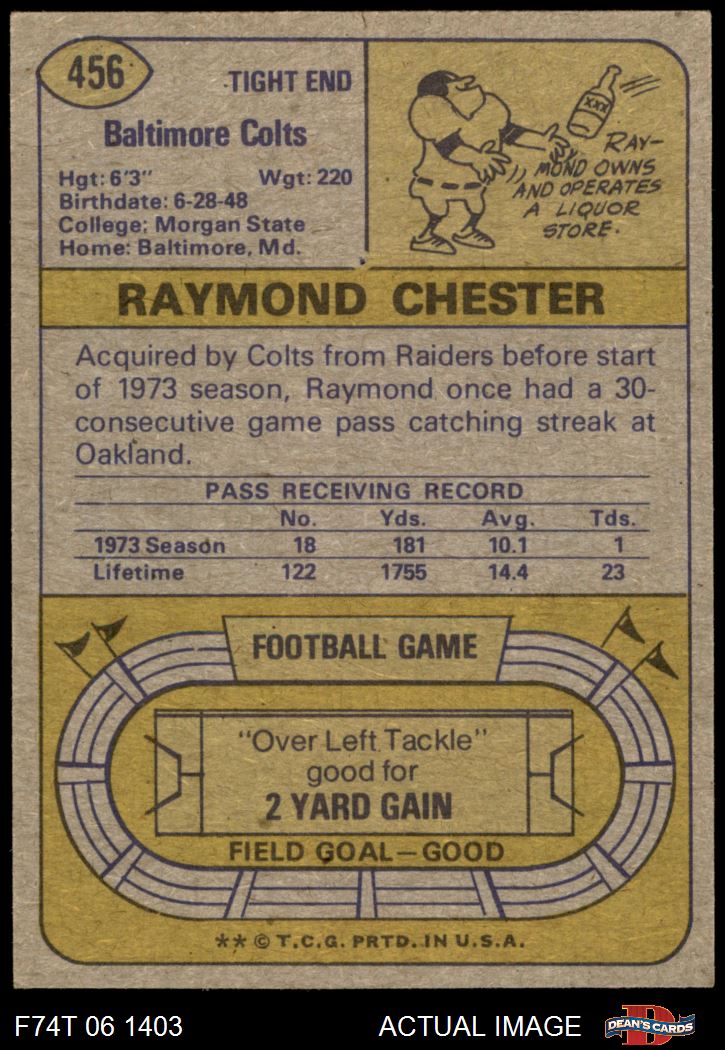 456
TIGHT END
Baltimore Colts
Hgt: 6'3" Wgt: 220
Birthdate: 6-28-48
College: Morgan State
Home: Baltimore, Md.
XXX
RAY-
MOND OWNS
AND OPERATES
A LIQUOR
STORE.
RAYMOND CHESTER
Acquired by Colts from Raiders before start
of 1973 season, Raymond once had a 30-
consecutive game pass catching streak at
Oakland.
PASS RECEIVING RECORD
No. Yds. Avg. Tds.
1973 Season 18 181 10.1 1
Lifetime 122 1755 14.4 23
FOOTBALL GAME
"Over Left Tackle"
good for
2 YARD GAIN
FIELD GOAL—GOOD
** © T.C.G. PRTD. IN U.S.A.
F74T 06 1403 ACTUAL IMAGE
D
DEAN'S CARDS